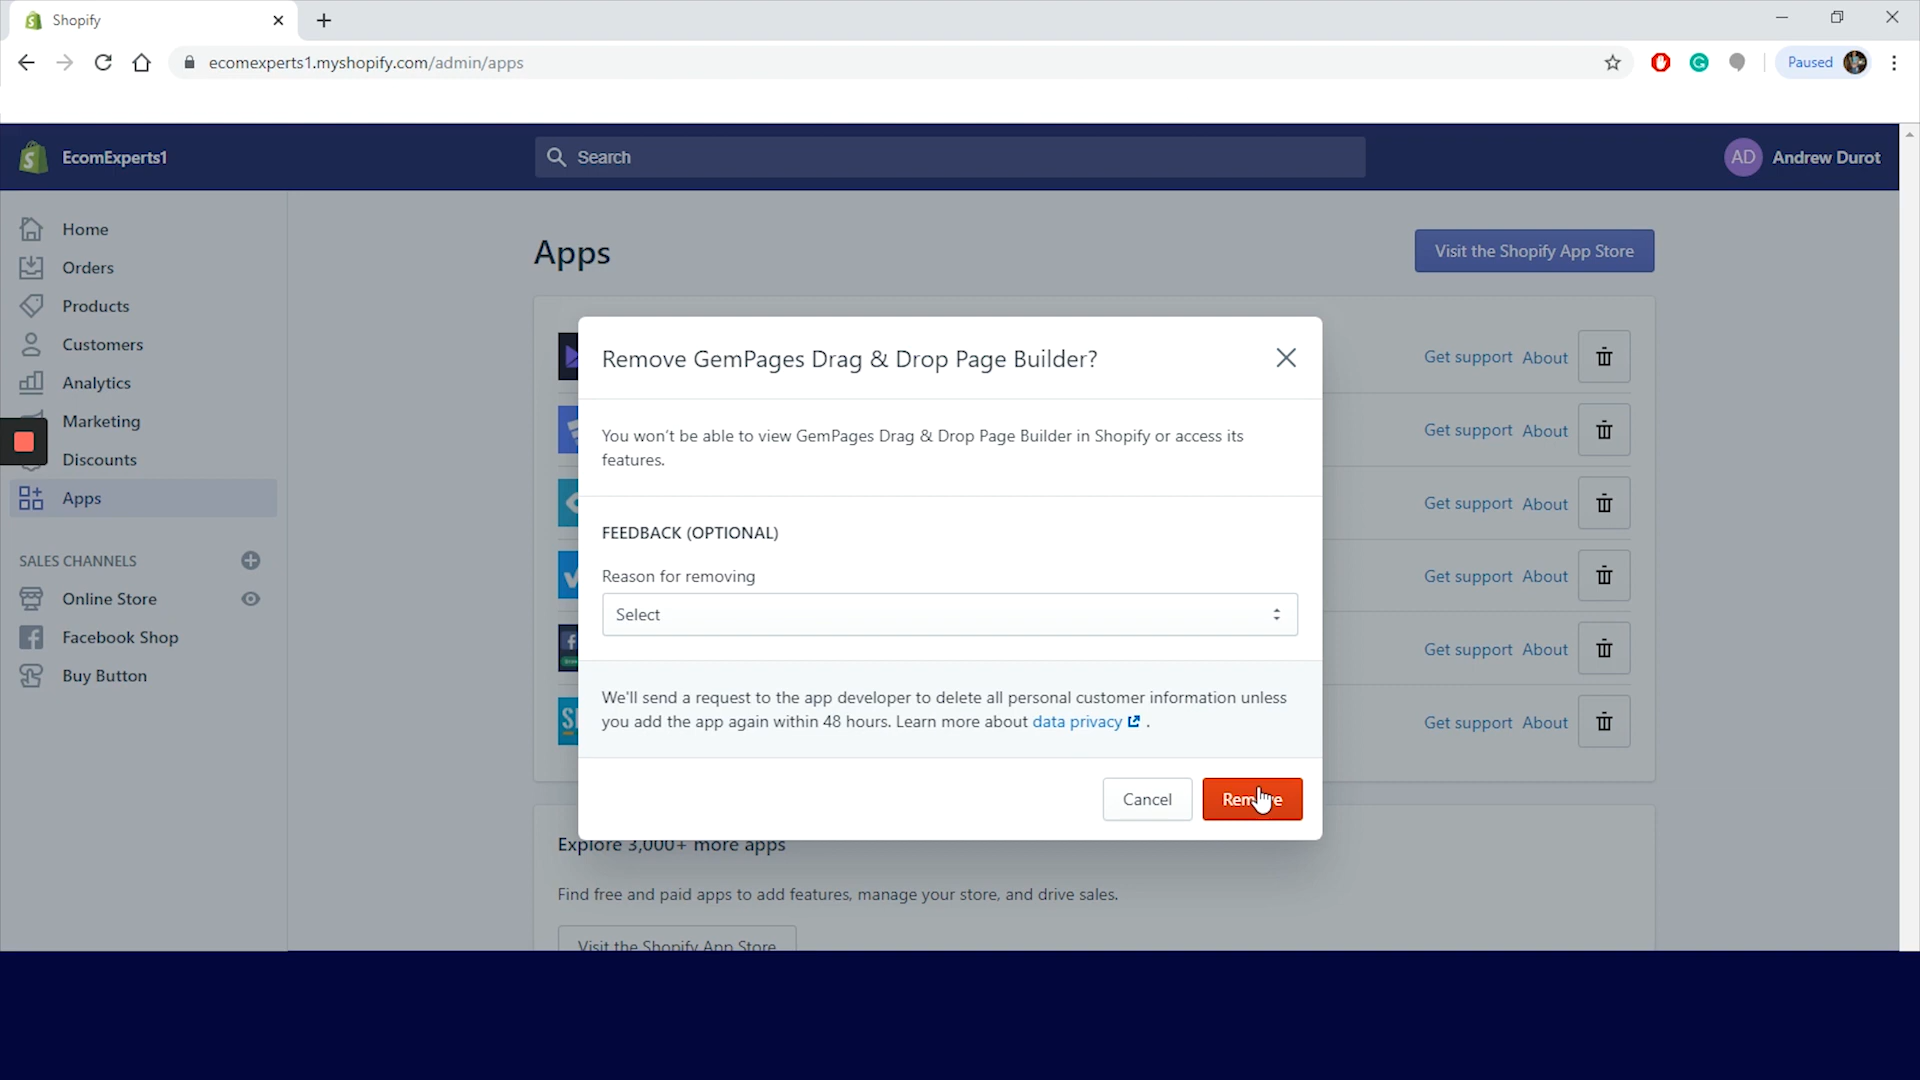 Shopify
ecomexperts1.myshopify.com/admin/apps
Paused
EcomExperts1
Search
AD
Andrew Durot
Home
Orders
Products
Customers
Analytics
Marketing
Discounts
Apps
SALES CHANNELS
Online Store
Facebook Shop
Buy Button
Apps
Visit the Shopify App Store
Get support About
Get support About
Get support About
Get support About
Get support About
Get support About
Remove GemPages Drag & Drop Page Builder?
You won't be able to view GemPages Drag & Drop Page Builder in Shopify or access its
features.
FEEDBACK (OPTIONAL)
Reason for removing
Select
We'll send a request to the app developer to delete all personal customer information unless
you add the app again within 48 hours. Learn more about data privacy .
Cancel
Remove
Explore 3,000+ more apps
Find free and paid apps to add features, manage your store, and drive sales.
Visit the Shopify App Store